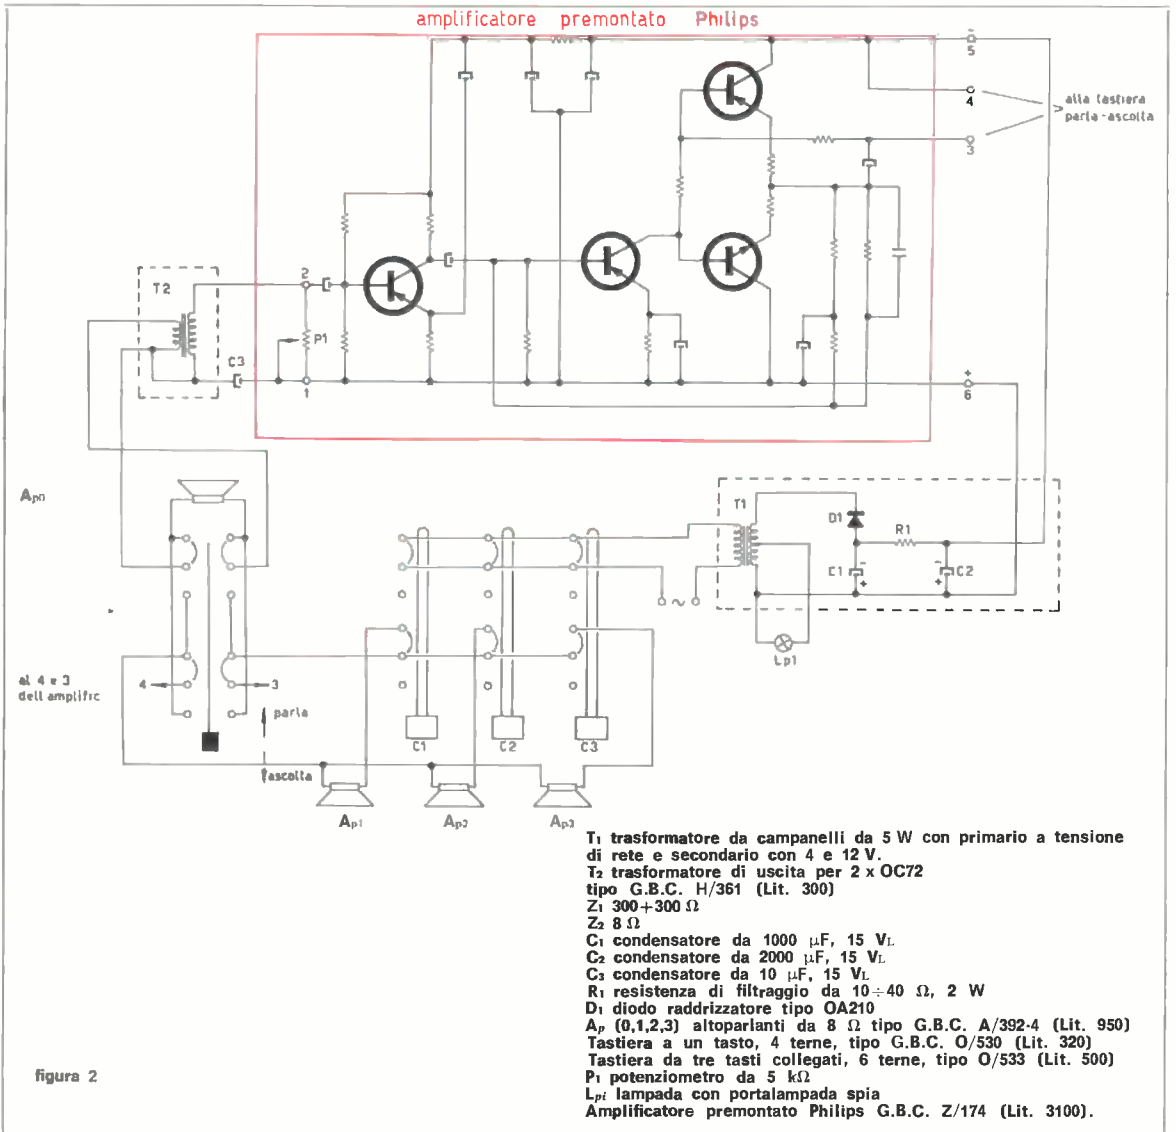 amplificatore premontato Philips
-
5
4
alla tastiera
parla-ascolta
3
T2
2
P1
C3
1
+
6
Ap0
T1
D1
R1
-
-
C1
C2
+
+
~
Lp1
al 4 e 3
dell amplific
4
3
parla
ascolta
C1
C2
C3
Ap1
Ap2
Ap3
T1 trasformatore da campanelli da 5 W con primario a tensione
di rete e secondario con 4 e 12 V.
T2 trasformatore di uscita per 2 x OC72
tipo G.B.C. H/361 (Lit. 300)
Z1 300+300 Ω
Z2 8 Ω
C1 condensatore da 1000 µF, 15 VL
C2 condensatore da 2000 µF, 15 VL
C3 condensatore da 10 µF, 15 VL
R1 resistenza di filtraggio da 10÷40 Ω, 2 W
D1 diodo raddrizzatore tipo OA210
Ap (0,1,2,3) altoparlanti da 8 Ω tipo G.B.C. A/392-4 (Lit. 950)
Tastiera a un tasto, 4 terne, tipo G.B.C. O/530 (Lit. 320)
Tastiera da tre tasti collegati, 6 terne, tipo O/533 (Lit. 500)
P1 potenziometro da 5 kΩ
Lpi lampada con portalampada spia
Amplificatore premontato Philips G.B.C. Z/174 (Lit. 3100).
figura 2